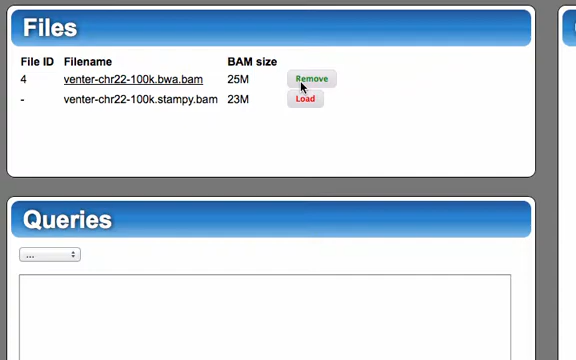 Files
File ID Filename BAM size
4 venter-chr22-100k.bwa.bam 25M Remove
- venter-chr22-100k.stampy.bam 23M Load
Queries
...